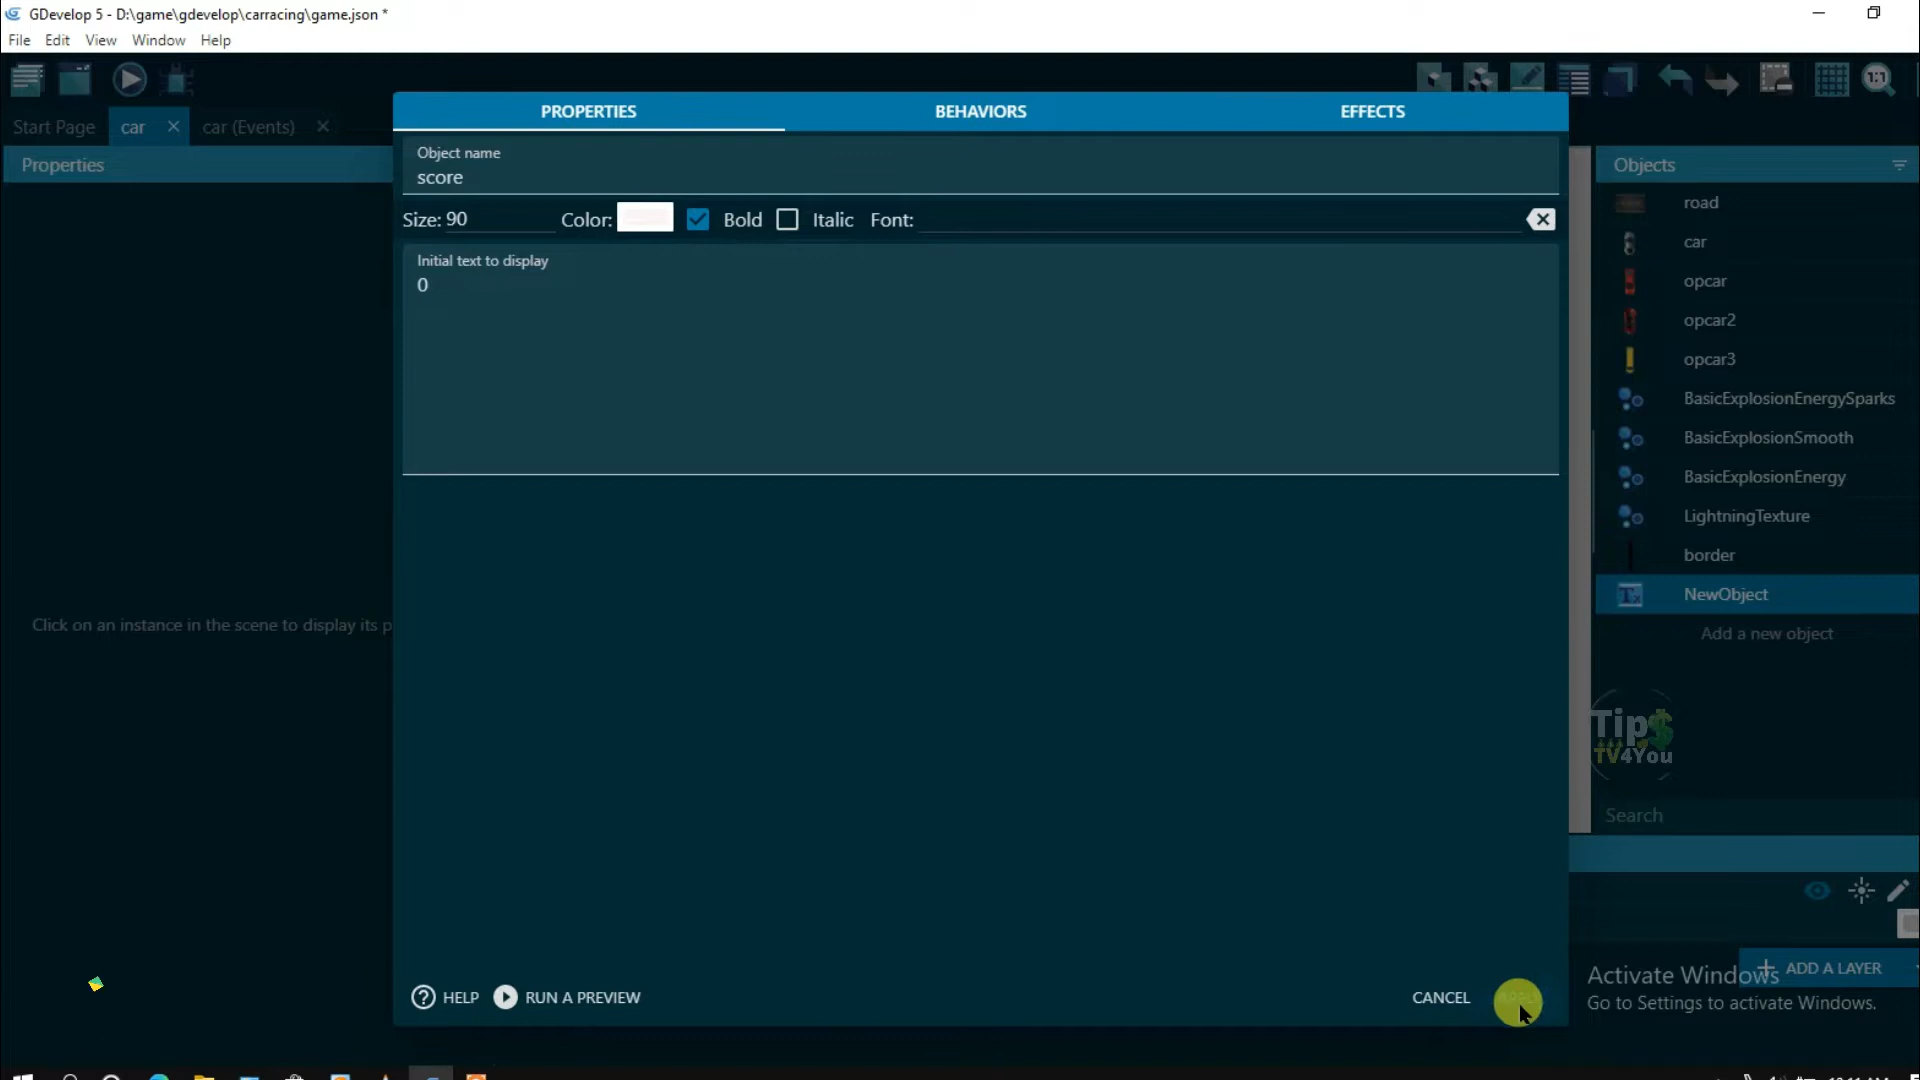 GDevelop 5 - D:\game\gdevelop\carracing\game.json *
File Edit View Window Help
1:1
Start Page car car (Events)
PROPERTIES BEHAVIORS EFFECTS
Properties
Object name
score
Size: 90 Color: Bold Italic Font:
Initial text to display
0
Click on an instance in the scene to display its p
HELP RUN A PREVIEW CANCEL
Objects
road
car
opcar
opcar2
opcar3
BasicExplosionEnergySparks
BasicExplosionSmooth
BasicExplosionEnergy
LightningTexture
border
NewObject
Add a new object
Tip$
TV4You
Search
ADD A LAYER
Activate Windows
Go to Settings to activate Windows.